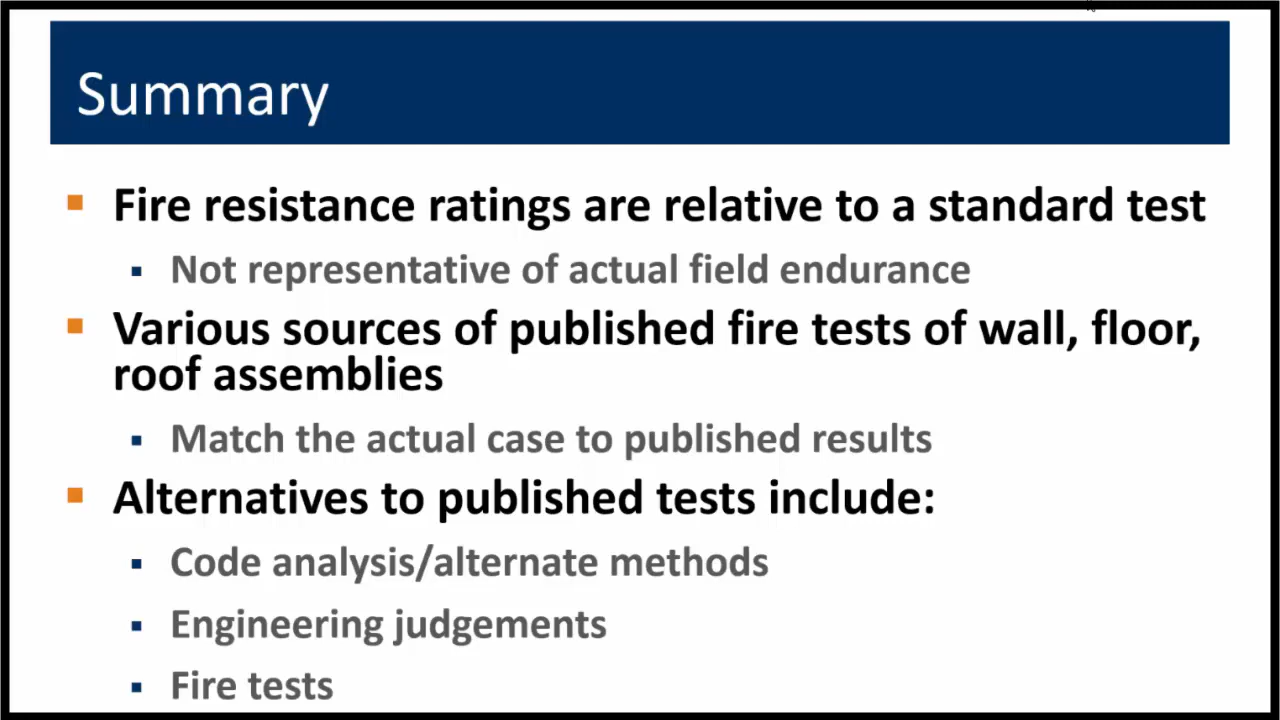 Summary
Fire resistance ratings are relative to a standard test
Not representative of actual field endurance
Various sources of published fire tests of wall, floor,
roof assemblies
Match the actual case to published results
Alternatives to published tests include:
Code analysis/alternate methods
Engineering judgements
Fire tests